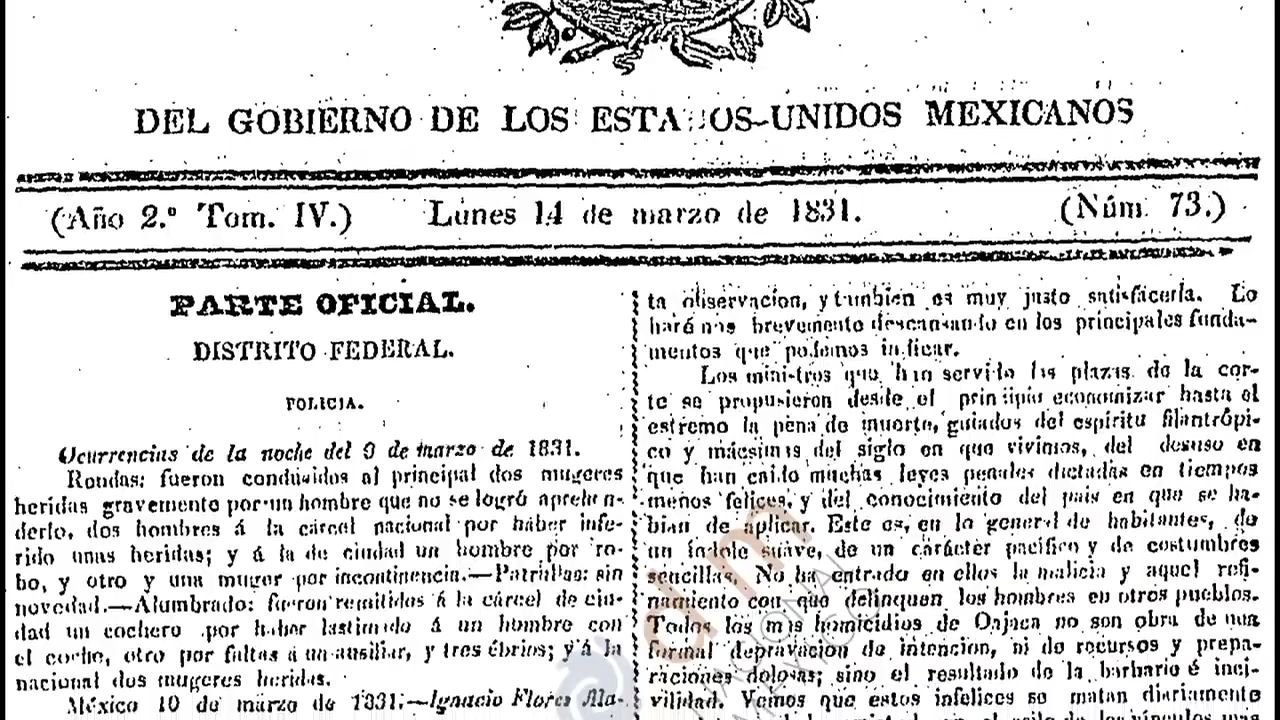 DEL GOBIERNO DE LOS ESTADOS-UNIDOS MEXICANOS
(Año 2.º Tom. IV.) Lunes 14 de marzo de 1831. (Núm. 73.)
PARTE OFICIAL.
DISTRITO FEDERAL.
POLICIA.
Ocurrencias de la noche del 9 de marzo de 1831.
Rondas: fueron conducidos al principal dos mugeres
heridas gravemente por un hombre que no se logró aprehen-
derlo, dos hombres á la cárcel nacional por haber infe-
rido unas heridas; y á la de ciudad un hombre por ro-
bo, y otro y una muger por incontinencia.—Patrullas: sin
novedad.—Alumbrado: fueron remitidos á la cárcel de ciu-
dad un cochero por haber lastimado á un hombre con
el coche, otro por faltas á un ausiliar, y tres ébrios; y á la
nacional dos mugeres heridas.
México 10 de marzo de 1831.—Ignacio Flores Ala-
ta observacion, y tambien es muy justo satisfacerla. Lo
harémos brevemente descansando en los principales funda-
mentos que podemos indicar.
Los ministros que han servido las plazas de la cor-
te se propusieron desde el principio economizar hasta el
estremo la pena de muerte, guiados del espíritu filantrópi-
co y mácsimas del siglo en que vivimos, del desuso en
que han caido muchas leyes penales dictadas en tiempos
menos felices, y del conocimiento del pais en que se ha-
bian de aplicar. Este es, en lo general de habitantes, de
un índole suave, de un carácter pacífico y de costumbres
sencillas. No ha entrado en ellos la malicia y aquel refi-
namiento con que delinquen los hombres en otros pueblos.
Todos los mas homicidios de Oajaca no son obra de una
formal depravacion de intencion, ni de recursos y prepa-
raciones dolosas; sino el resultado de la barbarie é inci-
vilidad. Vemos que estos infelices se matan diariamente